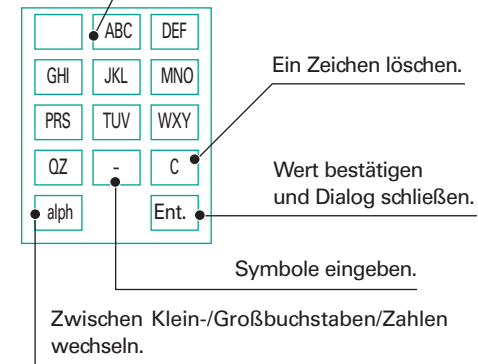 ABC DEF
GHI JKL MNO
PRS TUV WXY
QZ - C
alph Ent.
Ein Zeichen löschen.
Wert bestätigen
und Dialog schließen.
Symbole eingeben.
Zwischen Klein-/Großbuchstaben/Zahlen
wechseln.